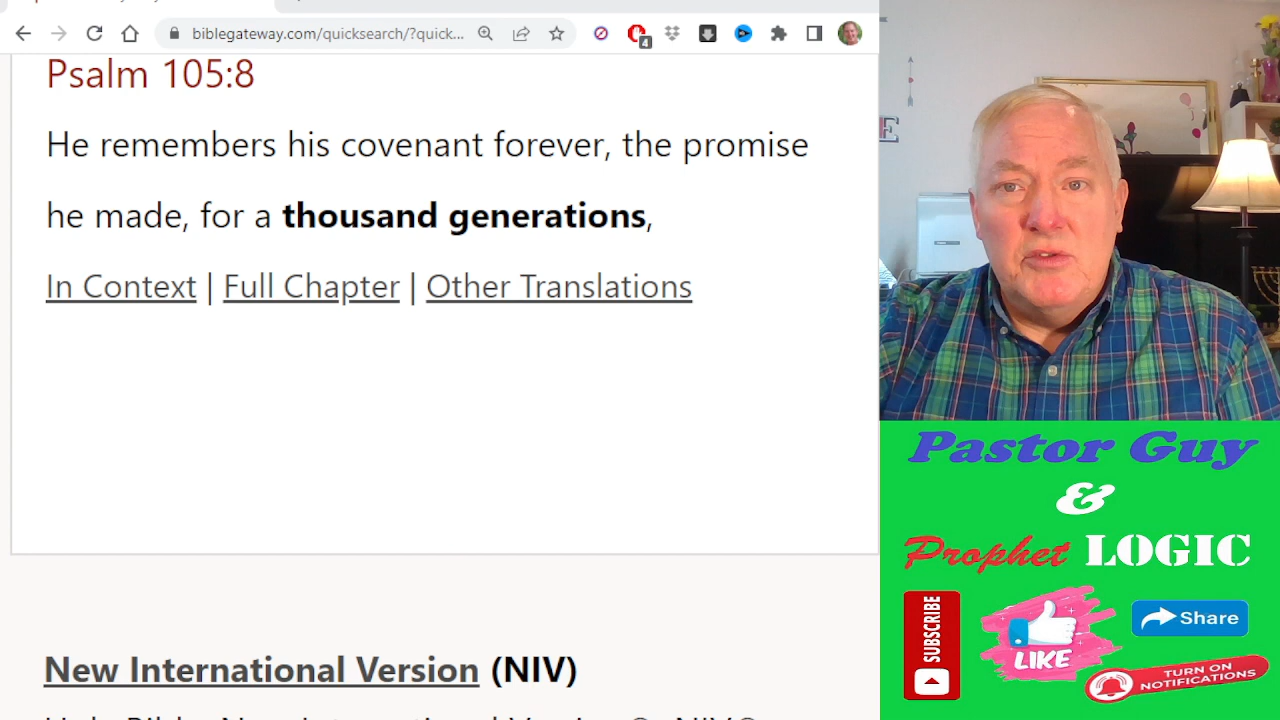 biblegateway.com/quicksearch/?quick...
4
Psalm 105:8
He remembers his covenant forever, the promise
he made, for a thousand generations,
In Context | Full Chapter | Other Translations
New International Version (NIV)
Pastor Guy
&
Prophet LOGIC
SUBSCRIBE
LIKE
Share
TURN ON
NOTIFICATIONS